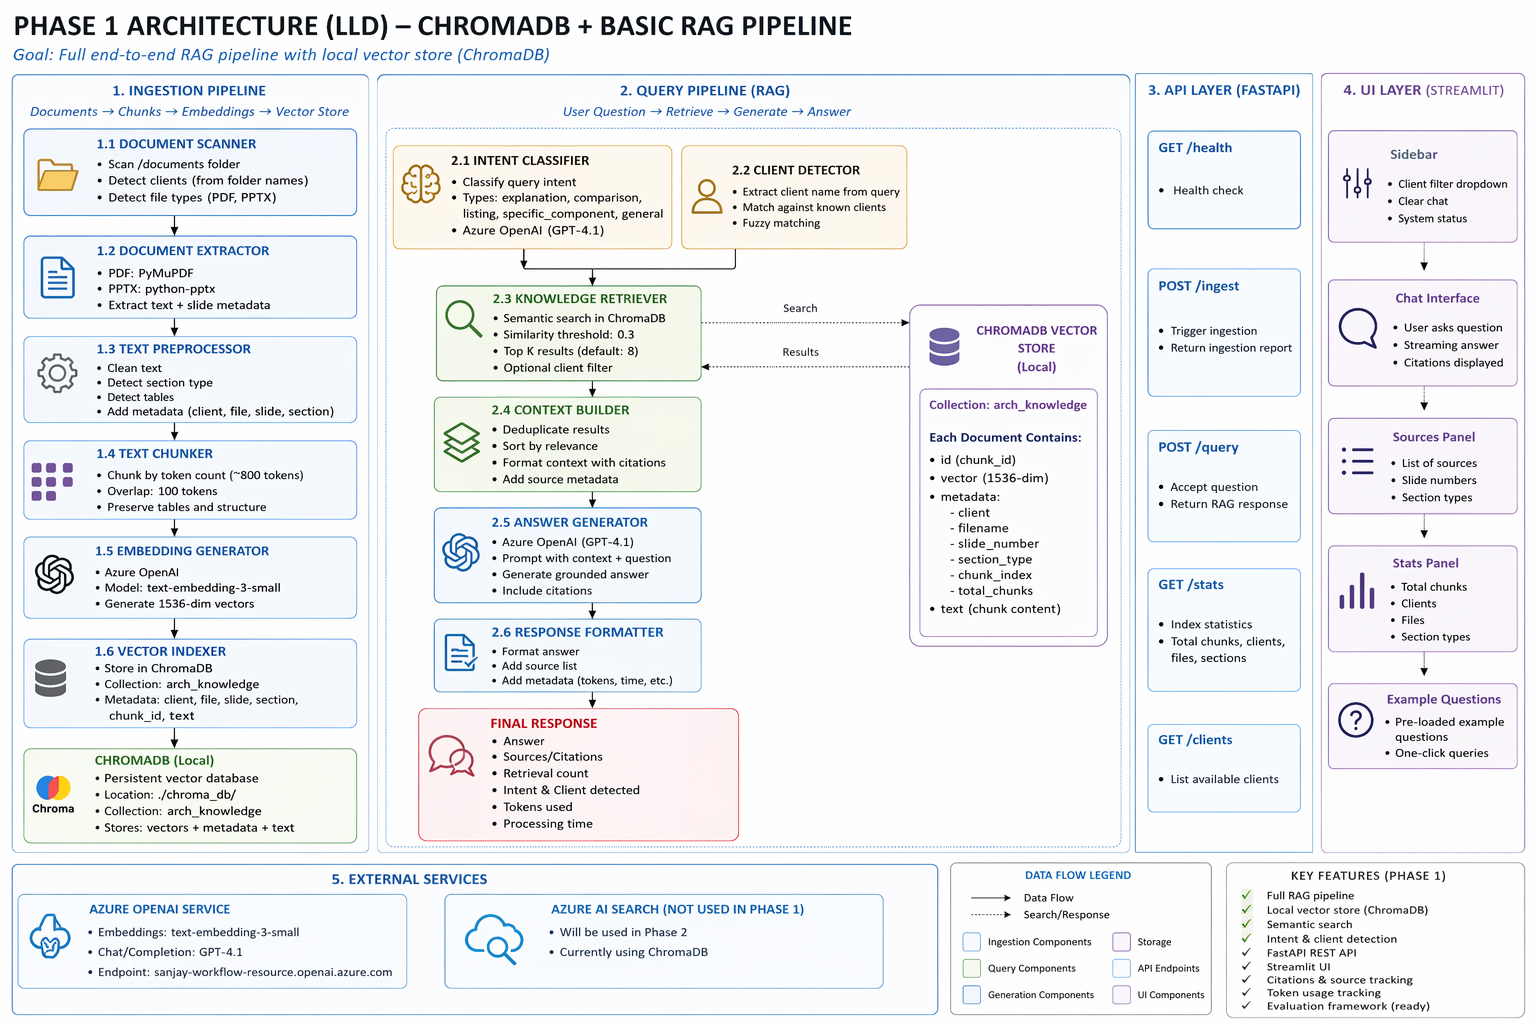 PHASE 1 ARCHITECTURE (LLD) – CHROMADB + BASIC RAG PIPELINE
Goal: Full end-to-end RAG pipeline with local vector store (ChromaDB)
1. INGESTION PIPELINE
Documents → Chunks → Embeddings → Vector Store
1.1 DOCUMENT SCANNER
• Scan /documents folder
• Detect clients (from folder names)
• Detect file types (PDF, PPTX)
1.2 DOCUMENT EXTRACTOR
• PDF: PyMuPDF
• PPTX: python-pptx
• Extract text + slide metadata
1.3 TEXT PREPROCESSOR
• Clean text
• Detect section type
• Detect tables
• Add metadata (client, file, slide, section)
1.4 TEXT CHUNKER
• Chunk by token count (~800 tokens)
• Overlap: 100 tokens
• Preserve tables and structure
1.5 EMBEDDING GENERATOR
• Azure OpenAI
• Model: text-embedding-3-small
• Generate 1536-dim vectors
1.6 VECTOR INDEXER
• Store in ChromaDB
• Collection: arch_knowledge
• Metadata: client, file, slide, section,
chunk_id, text
CHROMADB (Local)
• Persistent vector database
• Location: ./chroma_db/
• Collection: arch_knowledge
• Stores: vectors + metadata + text
Chroma
2. QUERY PIPELINE (RAG)
User Question → Retrieve → Generate → Answer
2.1 INTENT CLASSIFIER
• Classify query intent
• Types: explanation, comparison,
listing, specific_component, general
• Azure OpenAI (GPT-4.1)
2.2 CLIENT DETECTOR
• Extract client name from query
• Match against known clients
• Fuzzy matching
2.3 KNOWLEDGE RETRIEVER
• Semantic search in ChromaDB
• Similarity threshold: 0.3
• Top K results (default: 8)
• Optional client filter
Search
Results
2.4 CONTEXT BUILDER
• Deduplicate results
• Sort by relevance
• Format context with citations
• Add source metadata
2.5 ANSWER GENERATOR
• Azure OpenAI (GPT-4.1)
• Prompt with context + question
• Generate grounded answer
• Include citations
2.6 RESPONSE FORMATTER
• Format answer
• Add source list
• Add metadata (tokens, time, etc.)
FINAL RESPONSE
• Answer
• Sources/Citations
• Retrieval count
• Intent & Client detected
• Tokens used
• Processing time
CHROMADB VECTOR
STORE
(Local)
Collection: arch_knowledge
Each Document Contains:
• id (chunk_id)
• vector (1536-dim)
• metadata:
- client
- filename
- slide_number
- section_type
- chunk_index
- total_chunks
• text (chunk content)
3. API LAYER (FASTAPI)
GET /health
• Health check
POST /ingest
• Trigger ingestion
• Return ingestion report
POST /query
• Accept question
• Return RAG response
GET /stats
• Index statistics
• Total chunks, clients,
files, sections
GET /clients
• List available clients
4. UI LAYER (STREAMLIT)
Sidebar
• Client filter dropdown
• Clear chat
• System status
Chat Interface
• User asks question
• Streaming answer
• Citations displayed
Sources Panel
• List of sources
• Slide numbers
• Section types
Stats Panel
• Total chunks
• Clients
• Files
• Section types
Example Questions
• Pre-loaded example
questions
• One-click queries
5. EXTERNAL SERVICES
AZURE OPENAI SERVICE
• Embeddings: text-embedding-3-small
• Chat/Completion: GPT-4.1
• Endpoint: sanjay-workflow-resource.openai.azure.com
AZURE AI SEARCH (NOT USED IN PHASE 1)
• Will be used in Phase 2
• Currently using ChromaDB
DATA FLOW LEGEND
Data Flow
Search/Response
Ingestion Components
Storage
Query Components
API Endpoints
Generation Components
UI Components
KEY FEATURES (PHASE 1)
✓ Full RAG pipeline
✓ Local vector store (ChromaDB)
✓ Semantic search
✓ Intent & client detection
✓ FastAPI REST API
✓ Streamlit UI
✓ Citations & source tracking
✓ Token usage tracking
✓ Evaluation framework (ready)